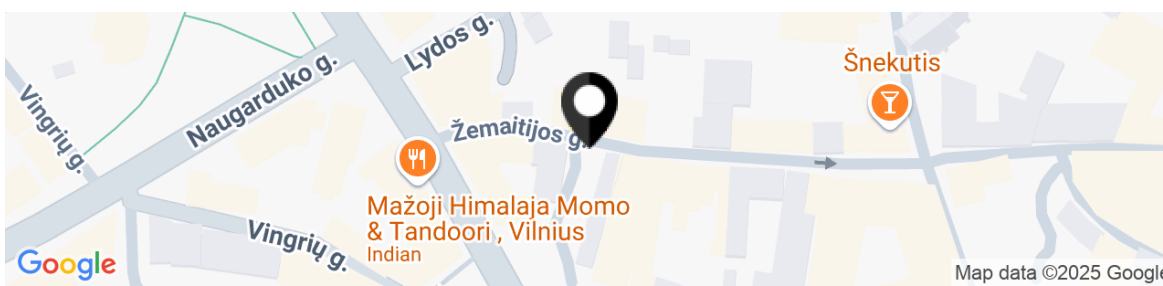 Lydos g.
Naugarduko g.
Vingrių g.
Žemaitijos g.
Šnekutis
Mažoji Himalaja Momo
& Tandoori , Vilnius
Indian
Vingrių g.
Google
Map data ©2025 Google